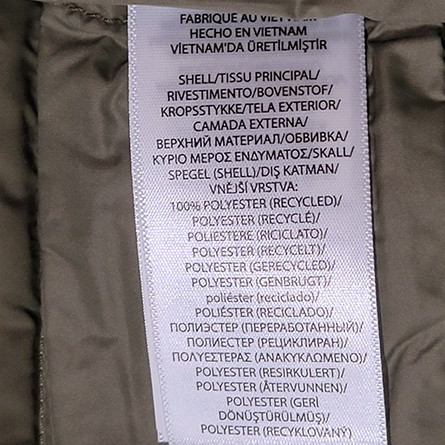 FABRIQUÉ AU VIETNAM
HECHO EN VIETNAM
VİETNAM'DA ÜRETİLMİŞTİR
SHELL/TISSU PRINCIPAL/
RIVESTIMENTO/BOVENSTOF/
KROPSSTYKKE/TELA EXTERIOR/
CAMADA EXTERNA/
ВЕРХНИЙ МАТЕРИАЛ/ОБВИВКА/
ΚΥΡΙΟ ΜΕΡΟΣ ΕΝΔΥΜΑΤΟΣ/SKALL/
SPEGEL (SHELL)/DIŞ KATMAN/
VNĚJŠÍ VRSTVA:
100% POLYESTER (RECYCLED)/
POLYESTER (RECYCLÉ)/
POLIESTERE (RICICLATO)/
POLYESTER (RECYCELT)/
POLYESTER (GERECYCLED)/
POLYESTER (GENBRUGT)/
poliéster (reciclado)/
POLIÉSTER (RECICLADO)/
ПОЛИЭСТЕР (ПЕРЕРАБОТАННЫЙ)/
ПОЛИЕСТЕР (РЕЦИКЛИРАН)/
ΠΟΛΥΕΣΤΕΡΑΣ (ΑΝΑΚΥΚΛΩΜΕΝΟ)/
POLYESTER (RESIRKULERT)/
POLYESTER (ÅTERVUNNEN)/
POLYESTER (GERİ
DÖNÜŞTÜRÜLMÜŞ)/
POLYESTER (RECYKLOVANÝ)